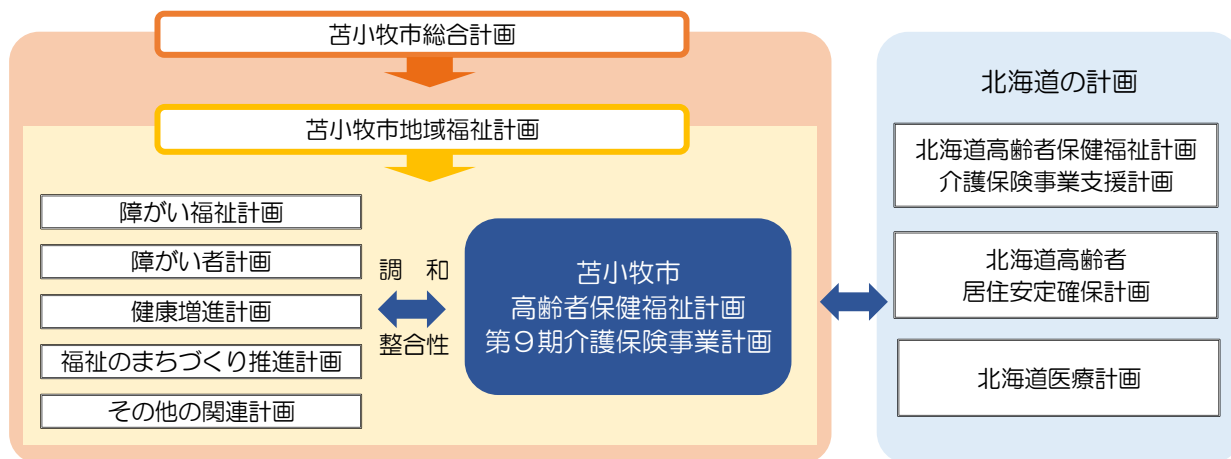 苫小牧市総合計画
苫小牧市地域福祉計画
障がい福祉計画
障がい者計画
健康増進計画
福祉のまちづくり推進計画
その他の関連計画
調　和
整合性
苫小牧市
高齢者保健福祉計画
第９期介護保険事業計画
北海道の計画
北海道高齢者保健福祉計画
介護保険事業支援計画
北海道高齢者
居住安定確保計画
北海道医療計画